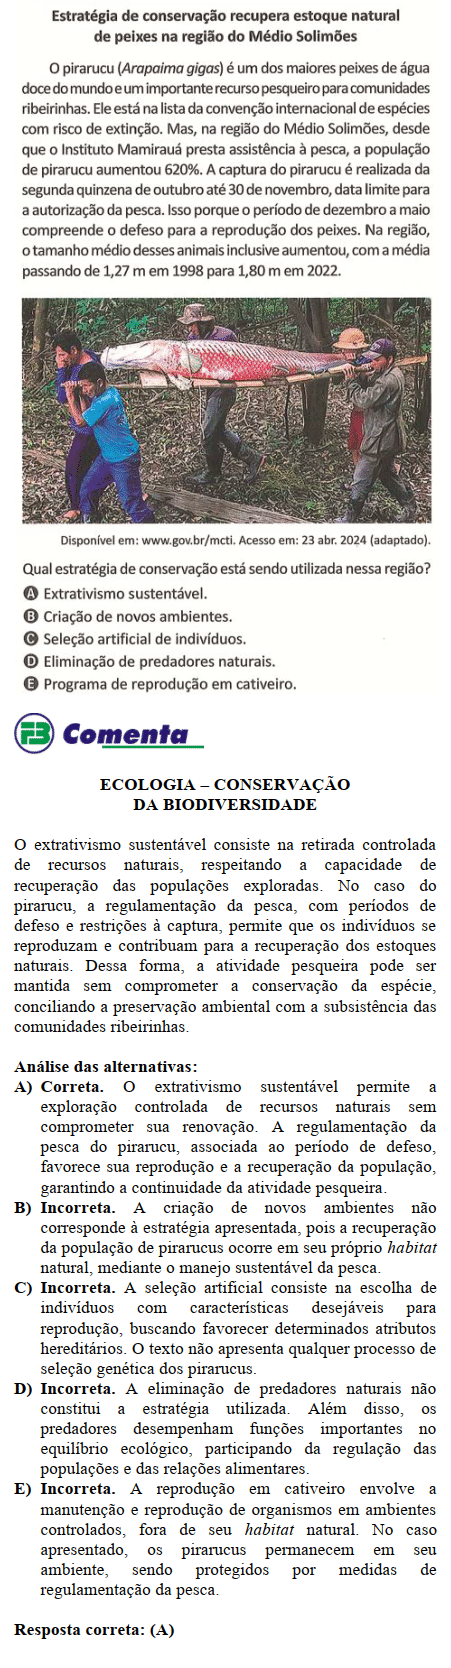 Estratégia de conservação recupera estoque natural
de peixes na região do Médio Solimões
O pirarucu (Arapaima gigas) é um dos maiores peixes de água
doce do mundo e um importante recurso pesqueiro para comunidades
ribeirinhas. Ele está na lista da convenção internacional de espécies
com risco de extinção. Mas, na região do Médio Solimões, desde
que o Instituto Mamirauá presta assistência à pesca, a população
de pirarucu aumentou 620%. A captura do pirarucu é realizada da
segunda quinzena de outubro até 30 de novembro, data limite para
a autorização da pesca. Isso porque o período de dezembro a maio
compreende o defeso para a reprodução dos peixes. Na região,
o tamanho médio desses animais inclusive aumentou, com a média
passando de 1,27 m em 1998 para 1,80 m em 2022.
Disponível em: www.gov.br/mcti. Acesso em: 23 abr. 2024 (adaptado).
Qual estratégia de conservação está sendo utilizada nessa região?
A Extrativismo sustentável.
B Criação de novos ambientes.
C Seleção artificial de indivíduos.
D Eliminação de predadores naturais.
E Programa de reprodução em cativeiro.
FB Comenta
ECOLOGIA – CONSERVAÇÃO
DA BIODIVERSIDADE
O extrativismo sustentável consiste na retirada controlada
de recursos naturais, respeitando a capacidade de
recuperação das populações exploradas. No caso do
pirarucu, a regulamentação da pesca, com períodos de
defeso e restrições à captura, permite que os indivíduos se
reproduzam e contribuam para a recuperação dos estoques
naturais. Dessa forma, a atividade pesqueira pode ser
mantida sem comprometer a conservação da espécie,
conciliando a preservação ambiental com a subsistência das
comunidades ribeirinhas.
Análise das alternativas:
A) Correta. O extrativismo sustentável permite a
exploração controlada de recursos naturais sem
comprometer sua renovação. A regulamentação da
pesca do pirarucu, associada ao período de defeso,
favorece sua reprodução e a recuperação da população,
garantindo a continuidade da atividade pesqueira.
B) Incorreta. A criação de novos ambientes não
corresponde à estratégia apresentada, pois a recuperação
da população de pirarucus ocorre em seu próprio habitat
natural, mediante o manejo sustentável da pesca.
C) Incorreta. A seleção artificial consiste na escolha de
indivíduos com características desejáveis para
reprodução, buscando favorecer determinados atributos
hereditários. O texto não apresenta qualquer processo de
seleção genética dos pirarucus.
D) Incorreta. A eliminação de predadores naturais não
constitui a estratégia utilizada. Além disso, os
predadores desempenham funções importantes no
equilíbrio ecológico, participando da regulação das
populações e das relações alimentares.
E) Incorreta. A reprodução em cativeiro envolve a
manutenção e reprodução de organismos em ambientes
controlados, fora de seu habitat natural. No caso
apresentado, os pirarucus permanecem em seu
ambiente, sendo protegidos por medidas de
regulamentação da pesca.
Resposta correta: (A)